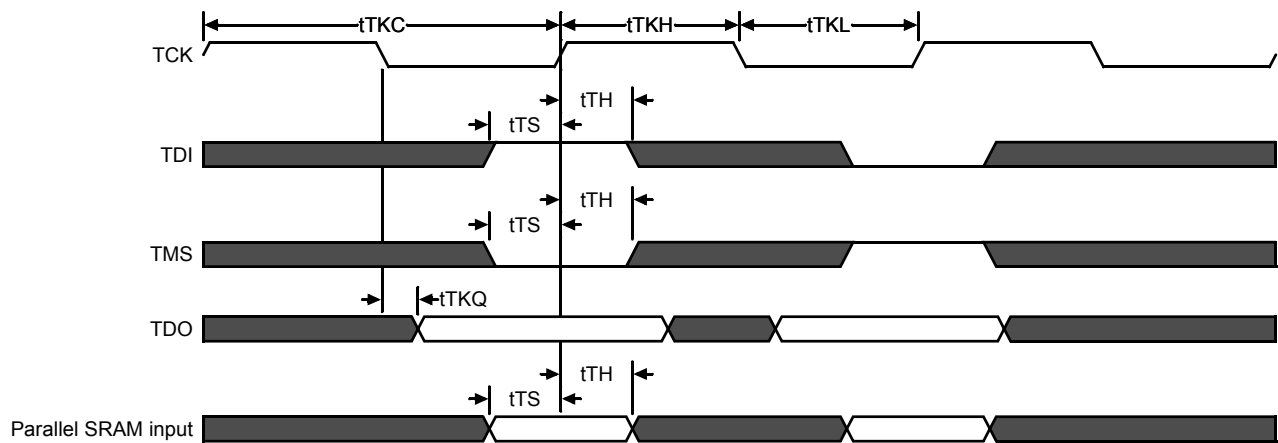 tTKC
tTKH
tTKL
TCK
tTH
tTS
TDI
tTH
tTS
TMS
tTKQ
TDO
tTH
tTS
Parallel SRAM input